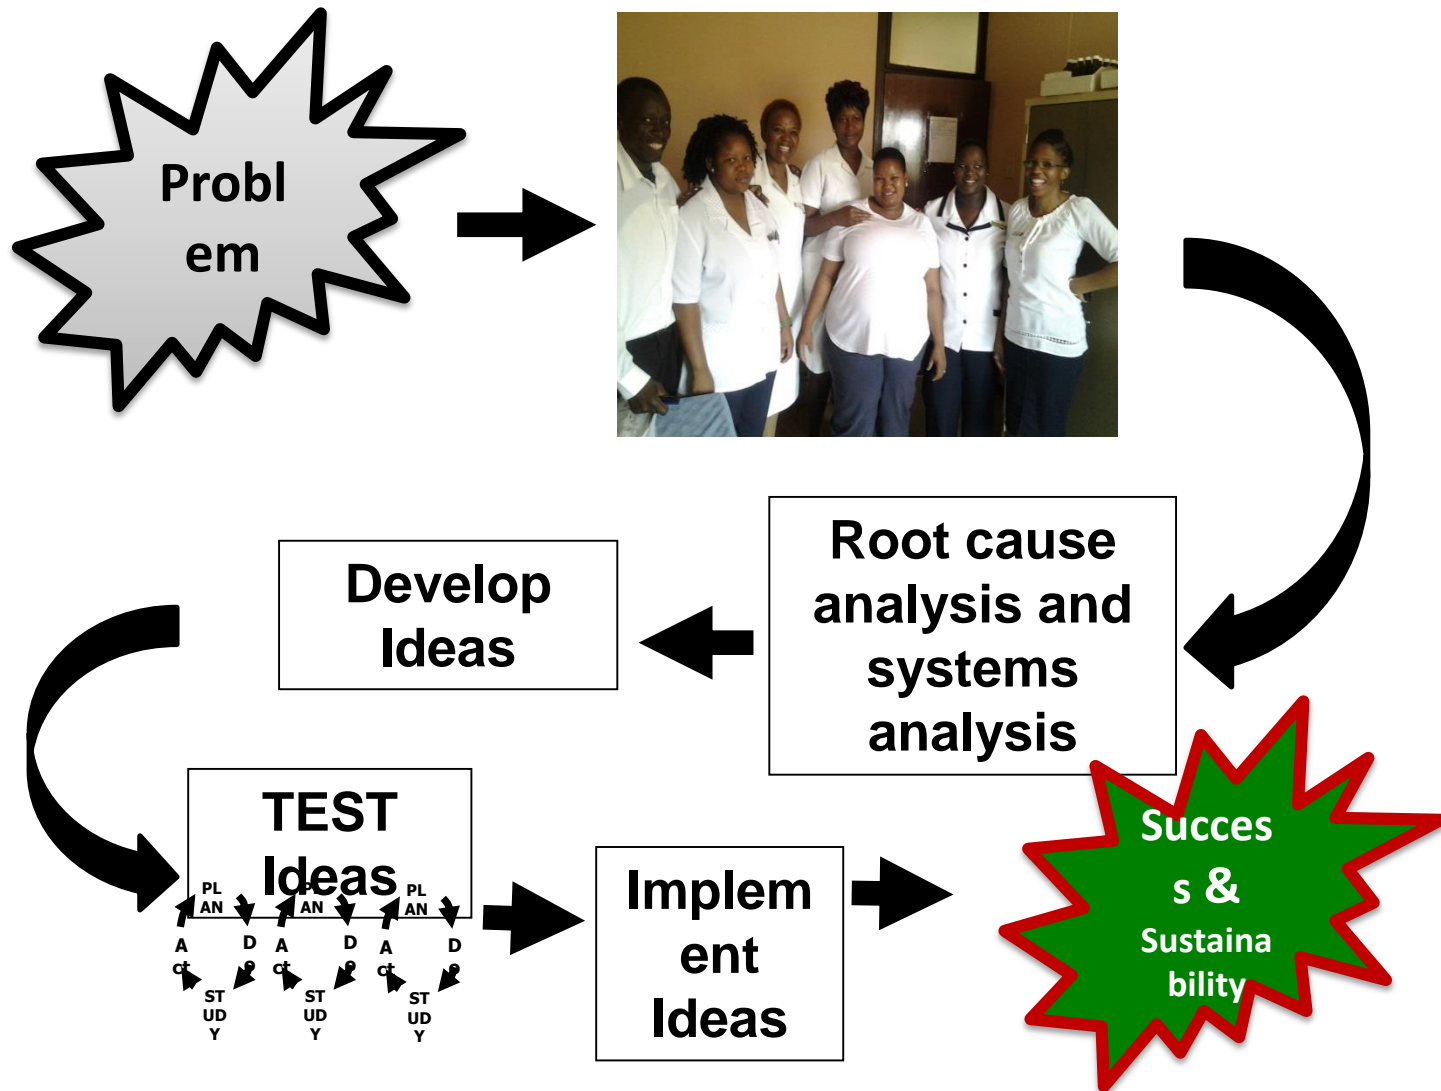 Probl
em
Root cause
analysis and
systems
analysis
Develop
Ideas
TEST
Ideas
PL
AN
D
o
ST
UD
Y
A
ct
PL
AN
D
o
ST
UD
Y
A
ct
PL
AN
D
o
ST
UD
Y
A
ct
Implem
ent
Ideas
Succes
s &
Sustaina
bility